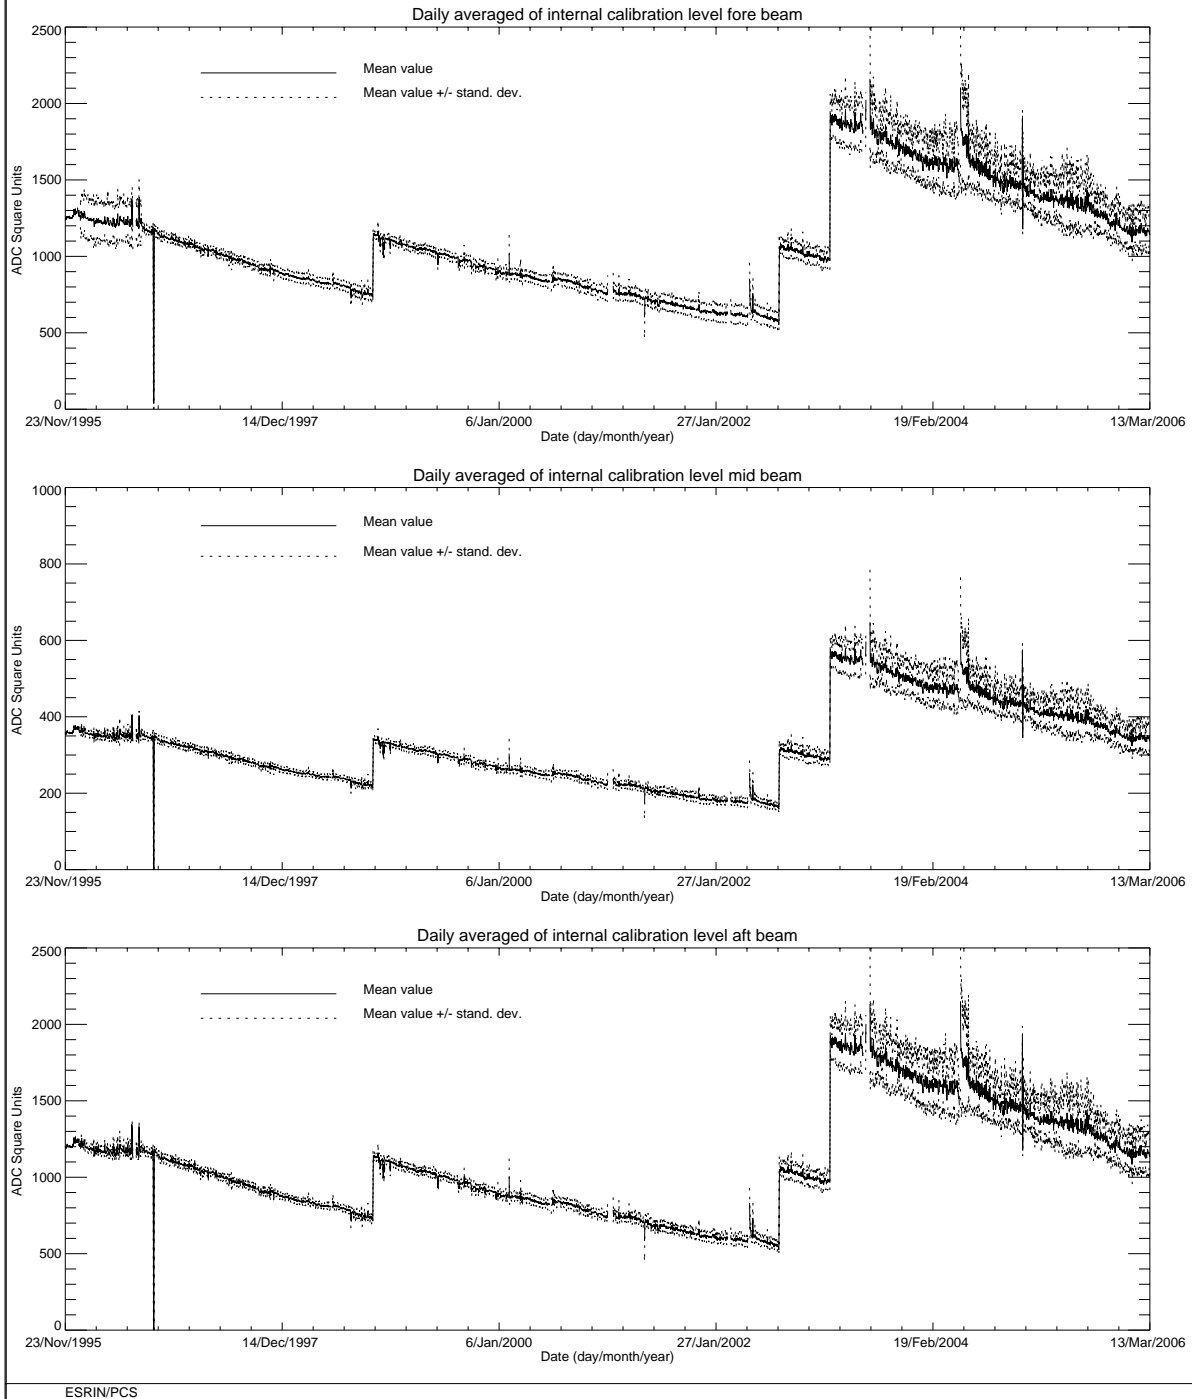 Daily averaged of internal calibration level fore beam
2500
2000
1500
1000
500
0
ADC Square Units
Mean value
Mean value +/- stand. dev.
23/Nov/1995 14/Dec/1997 6/Jan/2000 27/Jan/2002 19/Feb/2004 13/Mar/2006
Date (day/month/year)
Daily averaged of internal calibration level mid beam
1000
800
600
400
200
0
ADC Square Units
Mean value
Mean value +/- stand. dev.
23/Nov/1995 14/Dec/1997 6/Jan/2000 27/Jan/2002 19/Feb/2004 13/Mar/2006
Date (day/month/year)
Daily averaged of internal calibration level aft beam
2500
2000
1500
1000
500
0
ADC Square Units
Mean value
Mean value +/- stand. dev.
23/Nov/1995 14/Dec/1997 6/Jan/2000 27/Jan/2002 19/Feb/2004 13/Mar/2006
Date (day/month/year)
ESRIN/PCS